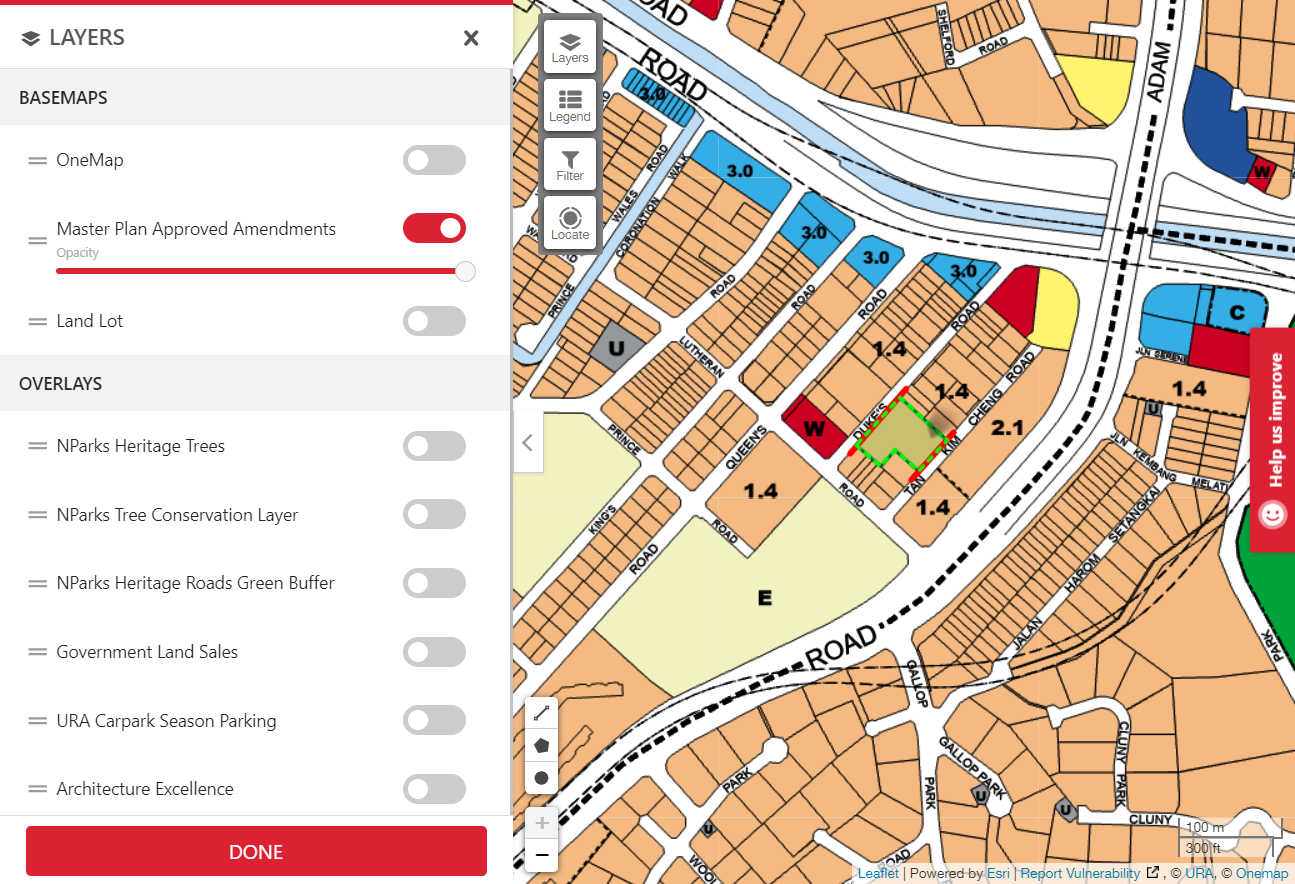 LAYERS
BASEMAPS
OneMap
Master Plan Approved Amendments
Opacity
Land Lot
OVERLAYS
NParks Heritage Trees
NParks Tree Conservation Layer
NParks Heritage Roads Green Buffer
Government Land Sales
URA Carpark Season Parking
Architecture Excellence
DONE
Layers
Legend
Filter
Locate
ROAD
ROAD
SHELFORD
ROAD
ADAM
3.0
ROAD
WALK
3.0
WALES
CORONATION
PRINCE
3.0
3.0
3.0
W
ROAD
ROAD
ROAD
ROAD
C
JLN SERENE
U
LUTHERAN
1.4
1.4
ROAD
CHENG
1.4
U
DUKE'S
W
2.1
KIM
TAN
PRINCE
QUEEN'S
1.4
ROAD
1.4
JLN
KEMBANG
MELATI
SETANGKAI
HAROM
JALAN
KING'S
ROAD
ROAD
E
ROAD
GALLOP
PARK
PARK
GALLOP PARK
U
CLUNY
PARK
U
CLUNY
PARK
U
WOOL
ROAD
Help us improve
100 m
300 ft
Leaflet | Powered by Esri | Report Vulnerability , © URA, © Onemap